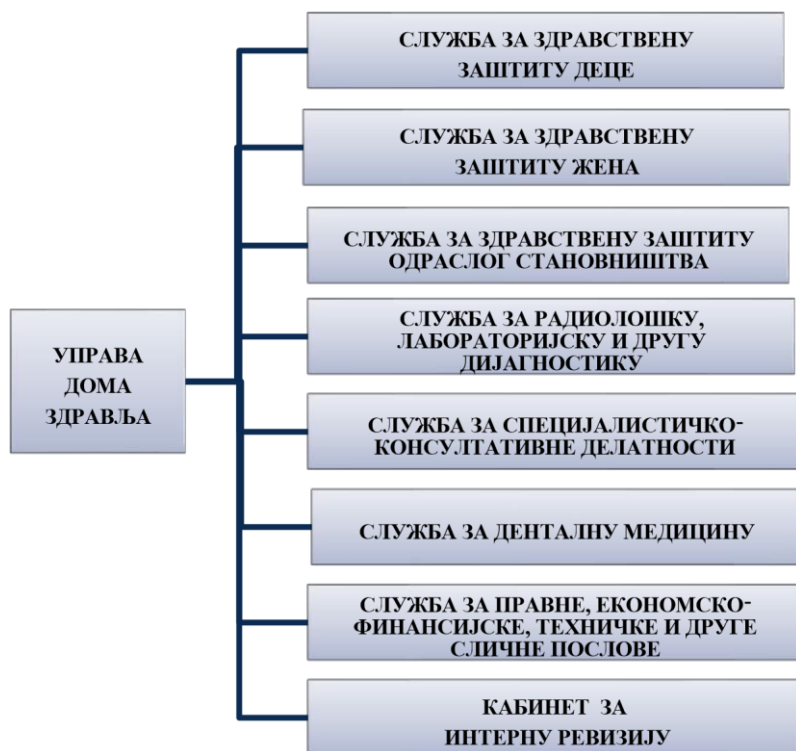 СЛУЖБА ЗА ЗДРАВСТВЕНУ
ЗАШТИТУ ДЕЦЕ
СЛУЖБА ЗА ЗДРАВСТВЕНУ
ЗАШТИТУ ЖЕНА
СЛУЖБА ЗА ЗДРАВСТВЕНУ ЗАШТИТУ
ОДРАСЛОГ СТАНОВНИШТВА
УПРАВА
ДОМА
ЗДРАВЉА
СЛУЖБА ЗА РАДИОЛОШКУ,
ЛАБОРАТОРИЈСКУ И ДРУГУ
ДИЈАГНОСТИКУ
СЛУЖБА ЗА СПЕЦИЈАЛИСТИЧКО-
КОНСУЛТАТИВНЕ ДЕЛАТНОСТИ
СЛУЖБА ЗА ДЕНТАЛНУ МЕДИЦИНУ
СЛУЖБА ЗА ПРАВНЕ, ЕКОНОМСКО-
ФИНАНСИЈСКЕ, ТЕХНИЧКЕ И ДРУГЕ
СЛИЧНЕ ПОСЛОВЕ
КАБИНЕТ ЗА
ИНТЕРНУ РЕВИЗИЈУ